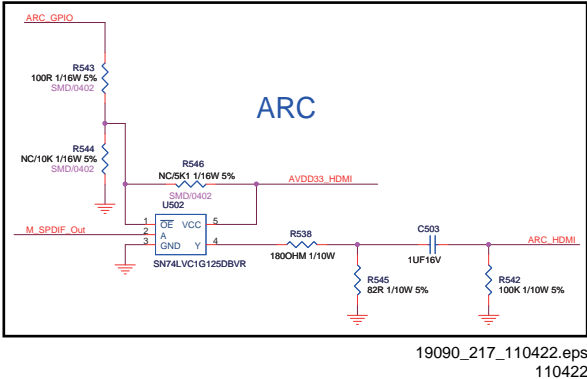 ARC_GPIO
R543
100R 1/16W 5%
SMD/0402
ARC
R544
NC/10K 1/16W 5%
SMD/0402
R546
NC/5K1 1/16W 5%
SMD/0402
AVDD33_HDMI
U502
1 OE VCC 5
M_SPDIF_Out
2 A
3 GND Y 4
SN74LVC1G125DBVR
R538
180OHM 1/10W
C503
1UF16V
ARC_HDMI
R545
82R 1/10W 5%
R542
100K 1/10W 5%
19090_217_110422.eps
110422